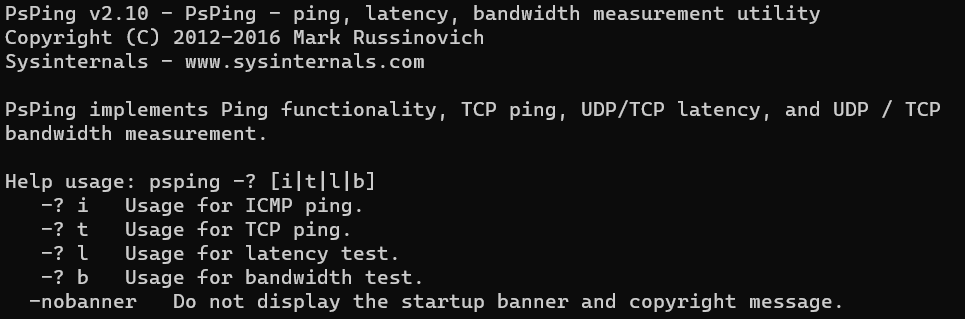 PsPing v2.10 - PsPing - ping, latency, bandwidth measurement utility
Copyright (C) 2012-2016 Mark Russinovich
Sysinternals - www.sysinternals.com

PsPing implements Ping functionality, TCP ping, UDP/TCP latency, and UDP / TCP
bandwidth measurement.

Help usage: psping -? [i|t|l|b]
   -? i   Usage for ICMP ping.
   -? t   Usage for TCP ping.
   -? l   Usage for latency test.
   -? b   Usage for bandwidth test.
  -nobanner   Do not display the startup banner and copyright message.